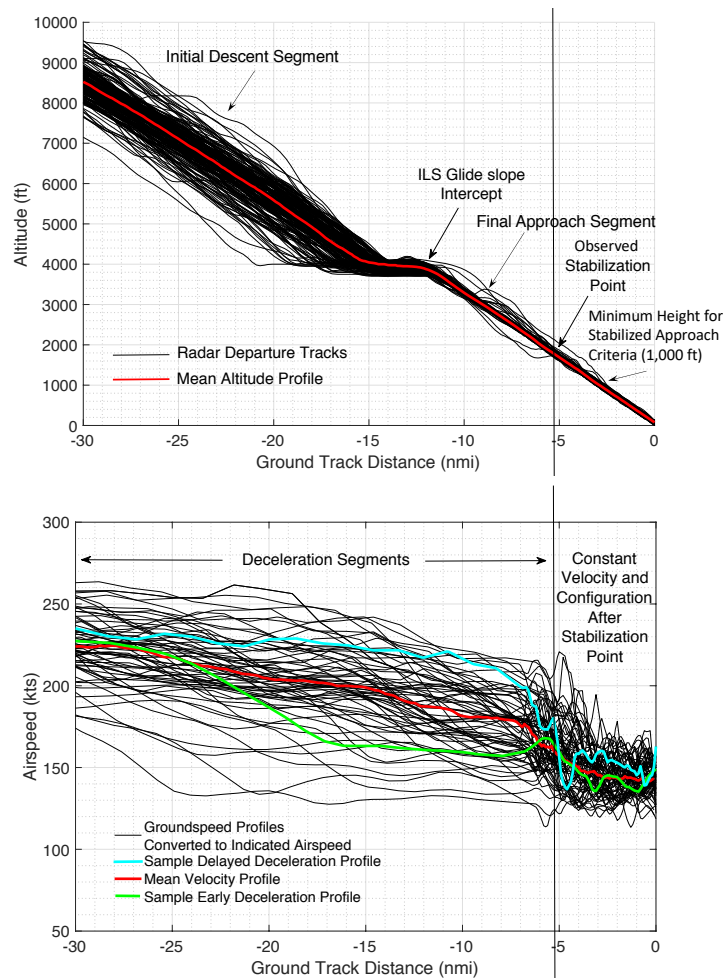 10000
9000
8000
7000
6000
5000
4000
3000
2000
1000
0
Altitude (ft)
Initial Descent Segment
ILS Glide slope
Intercept
Final Approach Segment
Observed
Stabilization
Point
Minimum Height for
Stabilized Approach
Criteria (1,000 ft)
Radar Departure Tracks
Mean Altitude Profile
-30 -25 -20 -15 -10 -5 0
Ground Track Distance (nmi)
300
250
200
150
100
50
Airspeed (kts)
Deceleration Segments
Constant
Velocity and
Configuration
After
Stabilization
Point
Groundspeed Profiles
Converted to Indicated Airspeed
Sample Delayed Deceleration Profile
Mean Velocity Profile
Sample Early Deceleration Profile
-30 -25 -20 -15 -10 -5 0
Ground Track Distance (nmi)